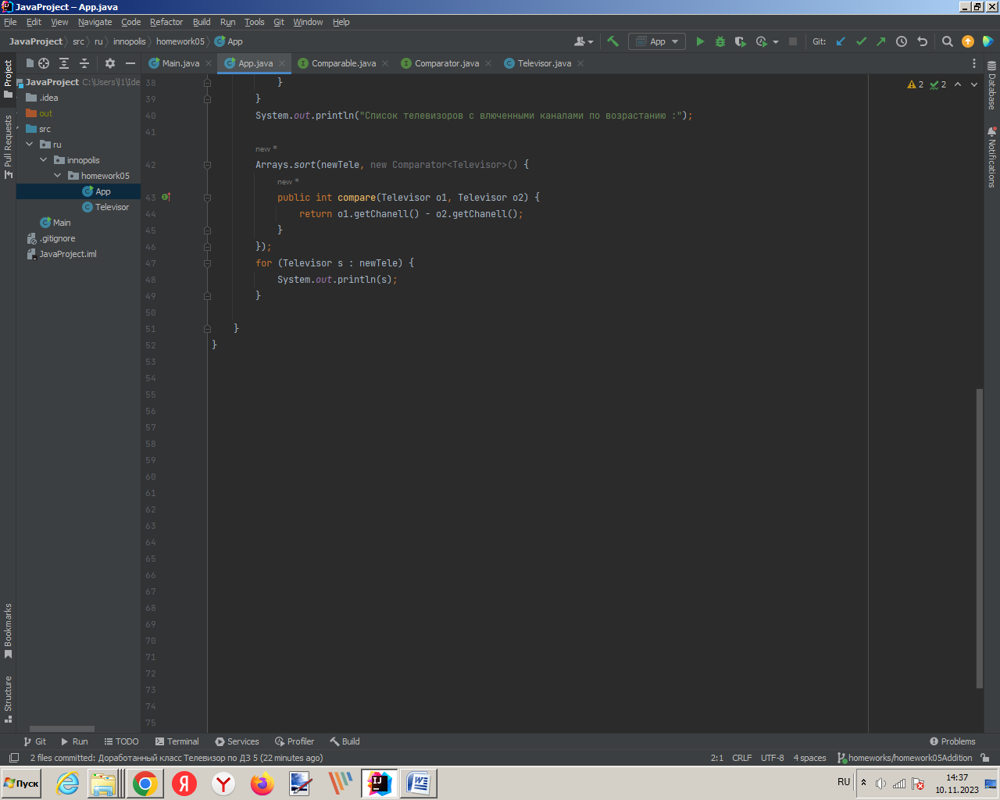 JavaProject – App.java
File Edit View Navigate Code Refactor Build Run Tools Git Window Help
JavaProject src ru innopolis homework05 App
App Git:
Main.java App.java Comparable.java Comparator.java Televisor.java
Project
Pull Requests
Bookmarks
Structure
JavaProject C:\Users\l1\Ide
.idea
out
src
ru
innopolis
homework05
App
Televisor
Main
.gitignore
JavaProject.iml
2 2
38 }
39 }
40 System.out.println("Список телевизоров с влюченными каналами по возрастанию :");
41
new *
42 Arrays.sort(newTele, new Comparator<Televisor>() {
new *
43 public int compare(Televisor o1, Televisor o2) {
44 return o1.getChanell() - o2.getChanell();
45 }
46 });
47 for (Televisor s : newTele) {
48 System.out.println(s);
49 }
50
51 }
52 }
53
54
55
56
57
58
59
60
61
62
63
64
65
66
67
68
69
70
71
72
73
74
75
Database
Notifications
Git Run TODO Terminal Services Profiler Build Problems
2 files committed: Доработанный класс Телевизор по ДЗ 5 (22 minutes ago) 2:1 CRLF UTF-8 4 spaces homeworks/homework05Addition
Пуск RU 14:37
10.11.2023